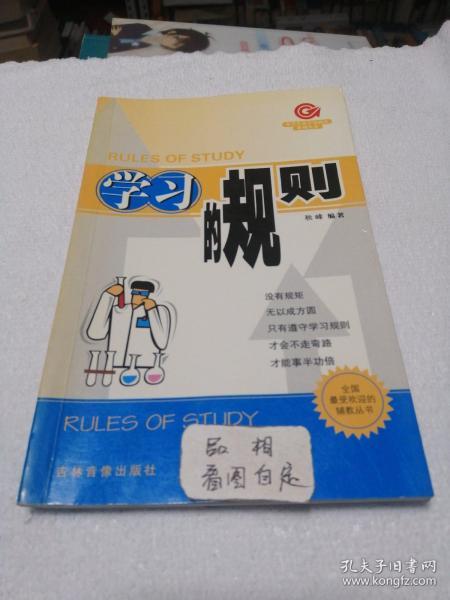 RULES OF STUDY
学习的规则
秋峰 编著
没有规矩
无以成方圆
只有遵守学习规则
才会不走弯路
才能事半功倍
全国
最受欢迎的
辅教丛书
RULES OF STUDY
吉林音像出版社
品相
看图自定
孔夫子旧书网
www.kongfz.com